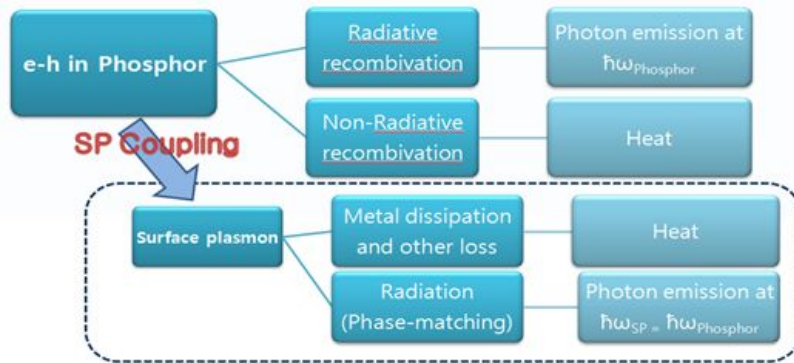 e-h in Phosphor
Radiative
recombivation
Photon emission at
ħωPhosphor
Non-Radiative
recombivation
Heat
SP Coupling
Surface plasmon
Metal dissipation
and other loss
Heat
Radiation
(Phase-matching)
Photon emission at
ħωSP = ħωPhosphor